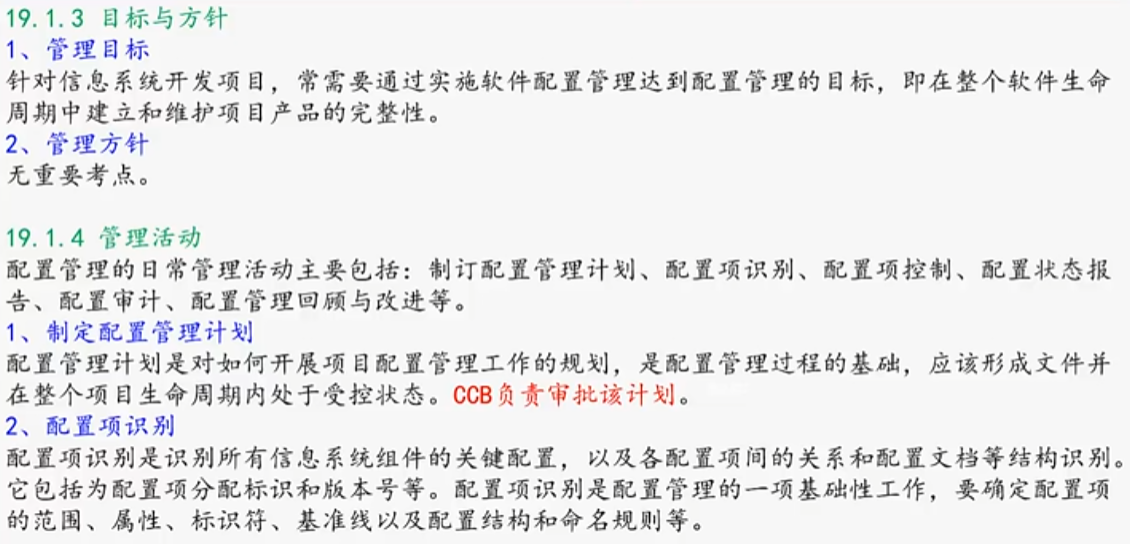 19.1.3 目标与方针
1、管理目标
针对信息系统开发项目，常需要通过实施软件配置管理达到配置管理的目标，即在整个软件生命
周期中建立和维护项目产品的完整性。
2、管理方针
无重要考点。
19.1.4 管理活动
配置管理的日常管理活动主要包括：制订配置管理计划、配置项识别、配置项控制、配置状态报
告、配置审计、配置管理回顾与改进等。
1、制定配置管理计划
配置管理计划是对如何开展项目配置管理工作的规划，是配置管理过程的基础，应该形成文件并
在整个项目生命周期内处于受控状态。CCB负责审批该计划。
2、配置项识别
配置项识别是识别所有信息系统组件的关键配置，以及各配置项间的关系和配置文档等结构识别。
它包括为配置项分配标识和版本号等。配置项识别是配置管理的一项基础性工作，要确定配置项
的范围、属性、标识符、基准线以及配置结构和命名规则等。